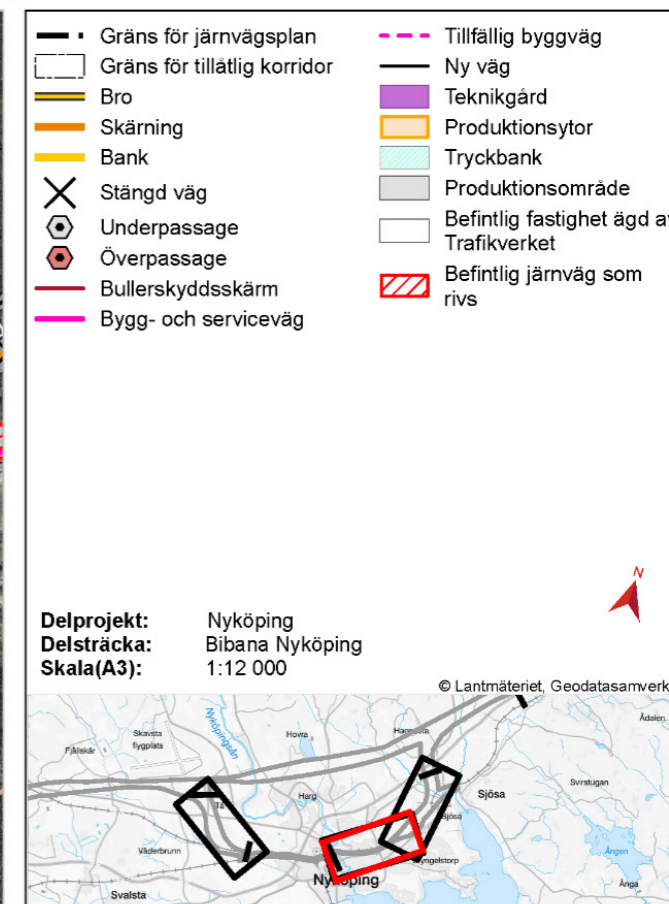 Gräns för järnvägsplan
Gräns för tillåtlig korridor
Bro
Skärning
Bank
Stängd väg
Underpassage
Överpassage
Bullerskyddsskärm
Bygg- och serviceväg
Tillfällig byggväg
Ny väg
Teknikgård
Produktionsytor
Tryckbank
Produktionsområde
Befintlig fastighet ägd av
Trafikverket
Befintlig järnväg som
rivs
N
Delprojekt: Nyköping
Delsträcka: Bibana Nyköping
Skala(A3): 1:12 000
© Lantmäteriet, Geodatasamverk
Skavsta
flygplats
Fjällskär
Nyköpingsån
Hovra
Ådalen
Harg
Svirstugan
Sjösa
Sjösa
Väderbrunn
Nyköping
Svalsta
Ången
Ånga